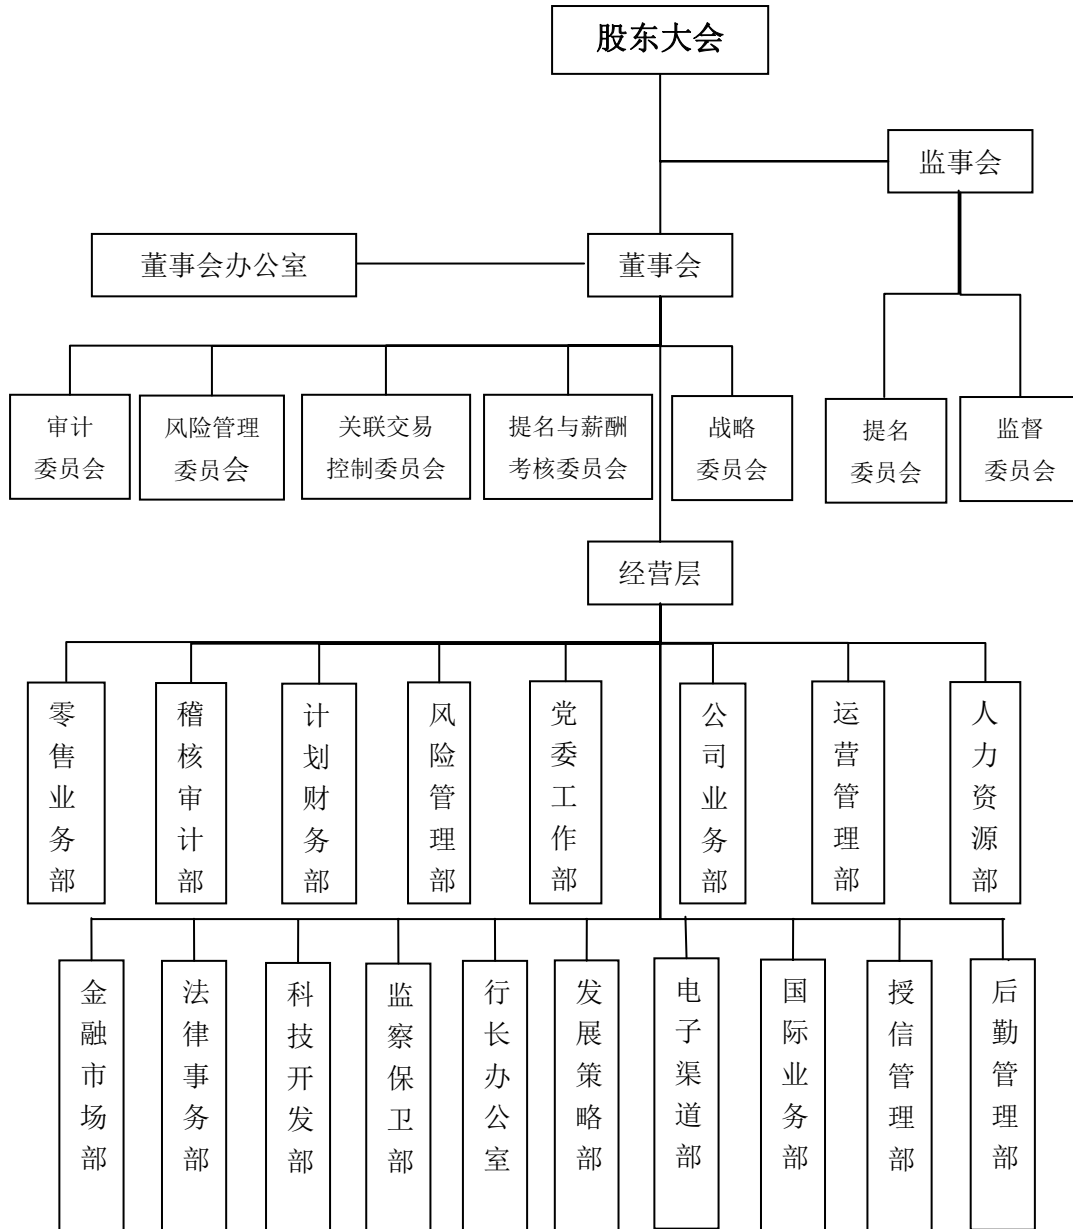 股东大会
监事会
董事会办公室
董事会
审计
委员会
风险管理
委员会
关联交易
控制委员会
提名与薪酬
考核委员会
战略
委员会
提名
委员会
监督
委员会
经营层
零售业务部
稽核审计部
计划财务部
风险管理部
党委工作部
公司业务部
运营管理部
人力资源部
金融市场部
法律事务部
科技开发部
监察保卫部
行长办公室
发展策略部
电子渠道部
国际业务部
授信管理部
后勤管理部